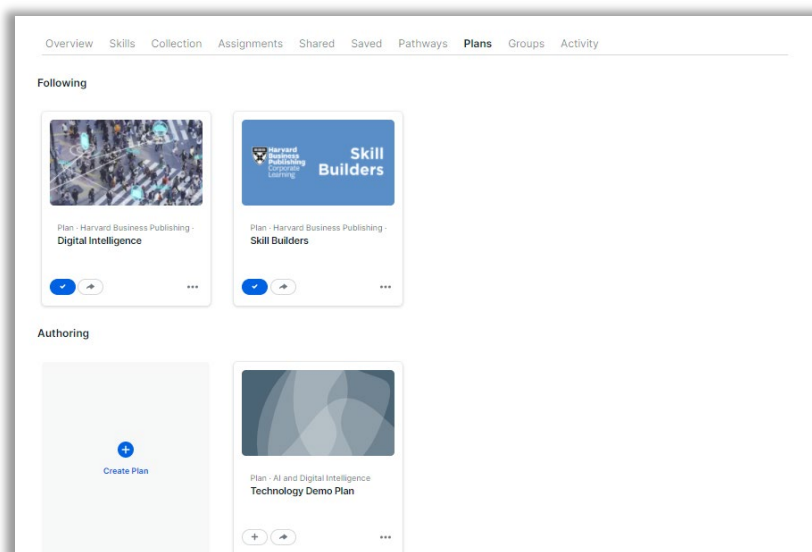 Overview Skills Collection Assignments Shared Saved Pathways Plans Groups Activity
Following
Harvard
Business
Publishing
Corporate
Learning
Skill
Builders
Plan · Harvard Business Publishing ·
Digital Intelligence
Plan · Harvard Business Publishing ·
Skill Builders
Authoring
Create Plan
Plan · AI and Digital Intelligence
Technology Demo Plan